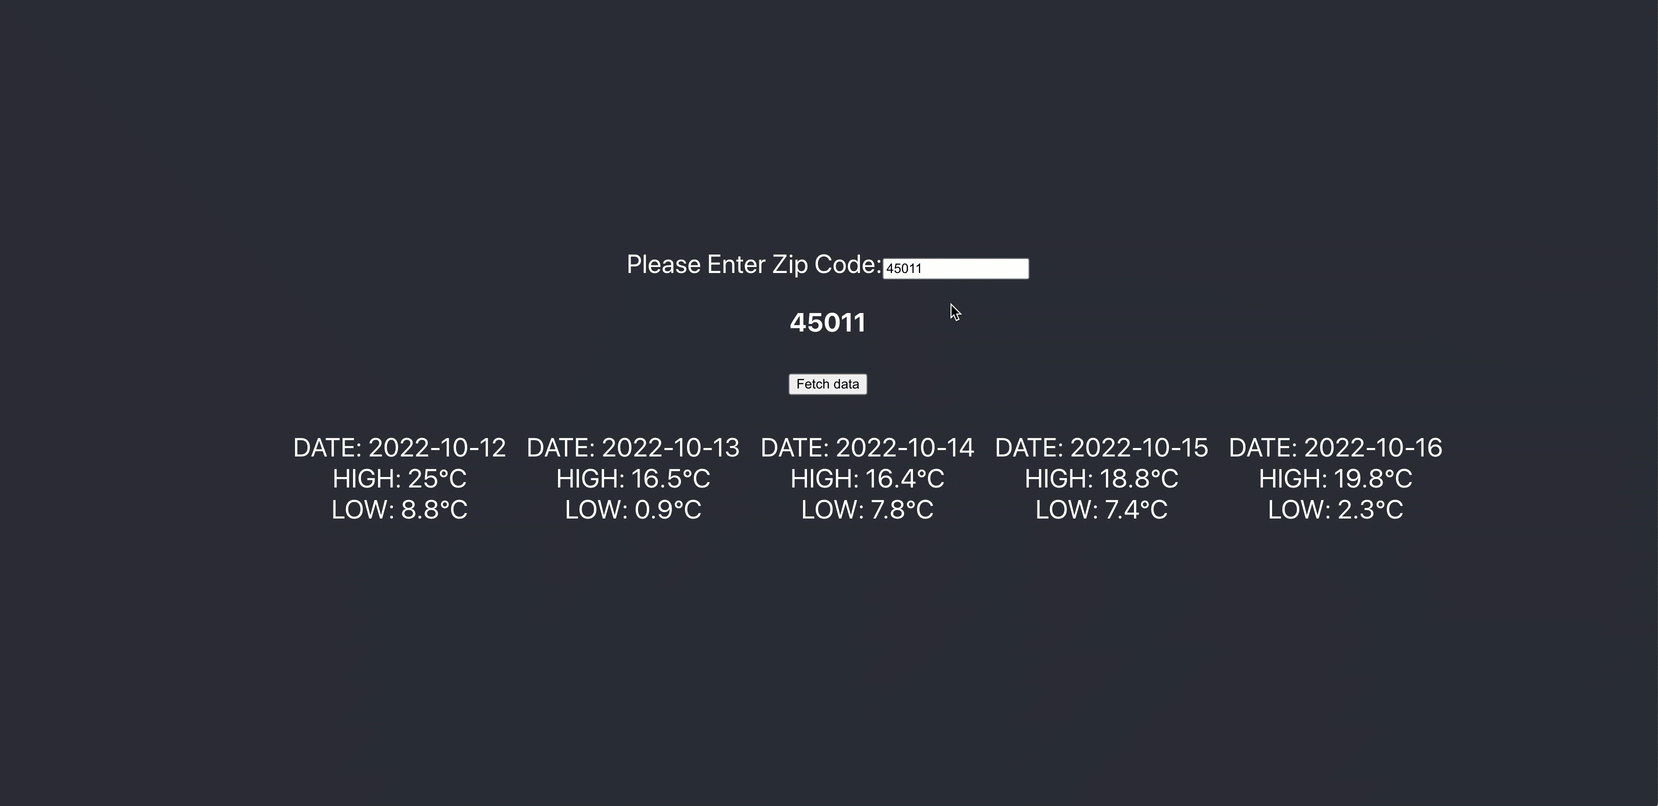 Please Enter Zip Code: 45011
45011
Fetch data
DATE: 2022-10-12 DATE: 2022-10-13 DATE: 2022-10-14 DATE: 2022-10-15 DATE: 2022-10-16
HIGH: 25°C HIGH: 16.5°C HIGH: 16.4°C HIGH: 18.8°C HIGH: 19.8°C
LOW: 8.8°C LOW: 0.9°C LOW: 7.8°C LOW: 7.4°C LOW: 2.3°C